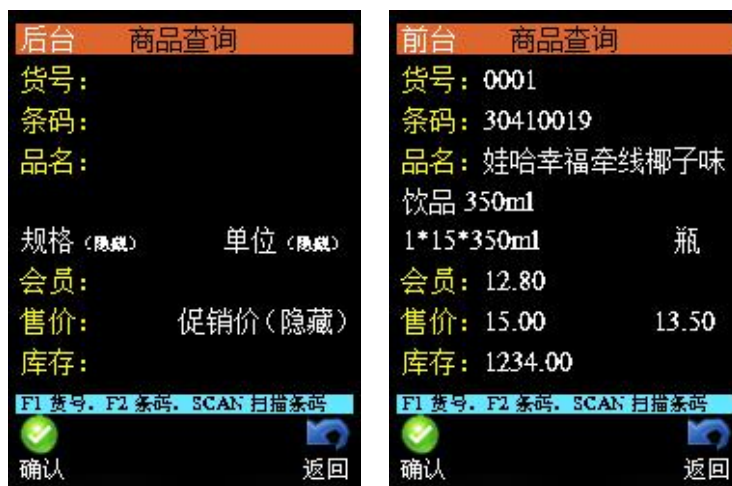 后台 商品查询
货号：
条码：
品名：
规格（隐藏） 单位（隐藏）
会员：
售价： 促销价（隐藏）
库存：
F1 货号. F2 条码. SCAN 扫描条码
确认 返回
前台 商品查询
货号：0001
条码：30410019
品名：娃哈幸福牵线椰子味
饮品 350ml
1*15*350ml 瓶
会员：12.80
售价：15.00 13.50
库存：1234.00
F1 货号. F2 条码. SCAN 扫描条码
确认 返回